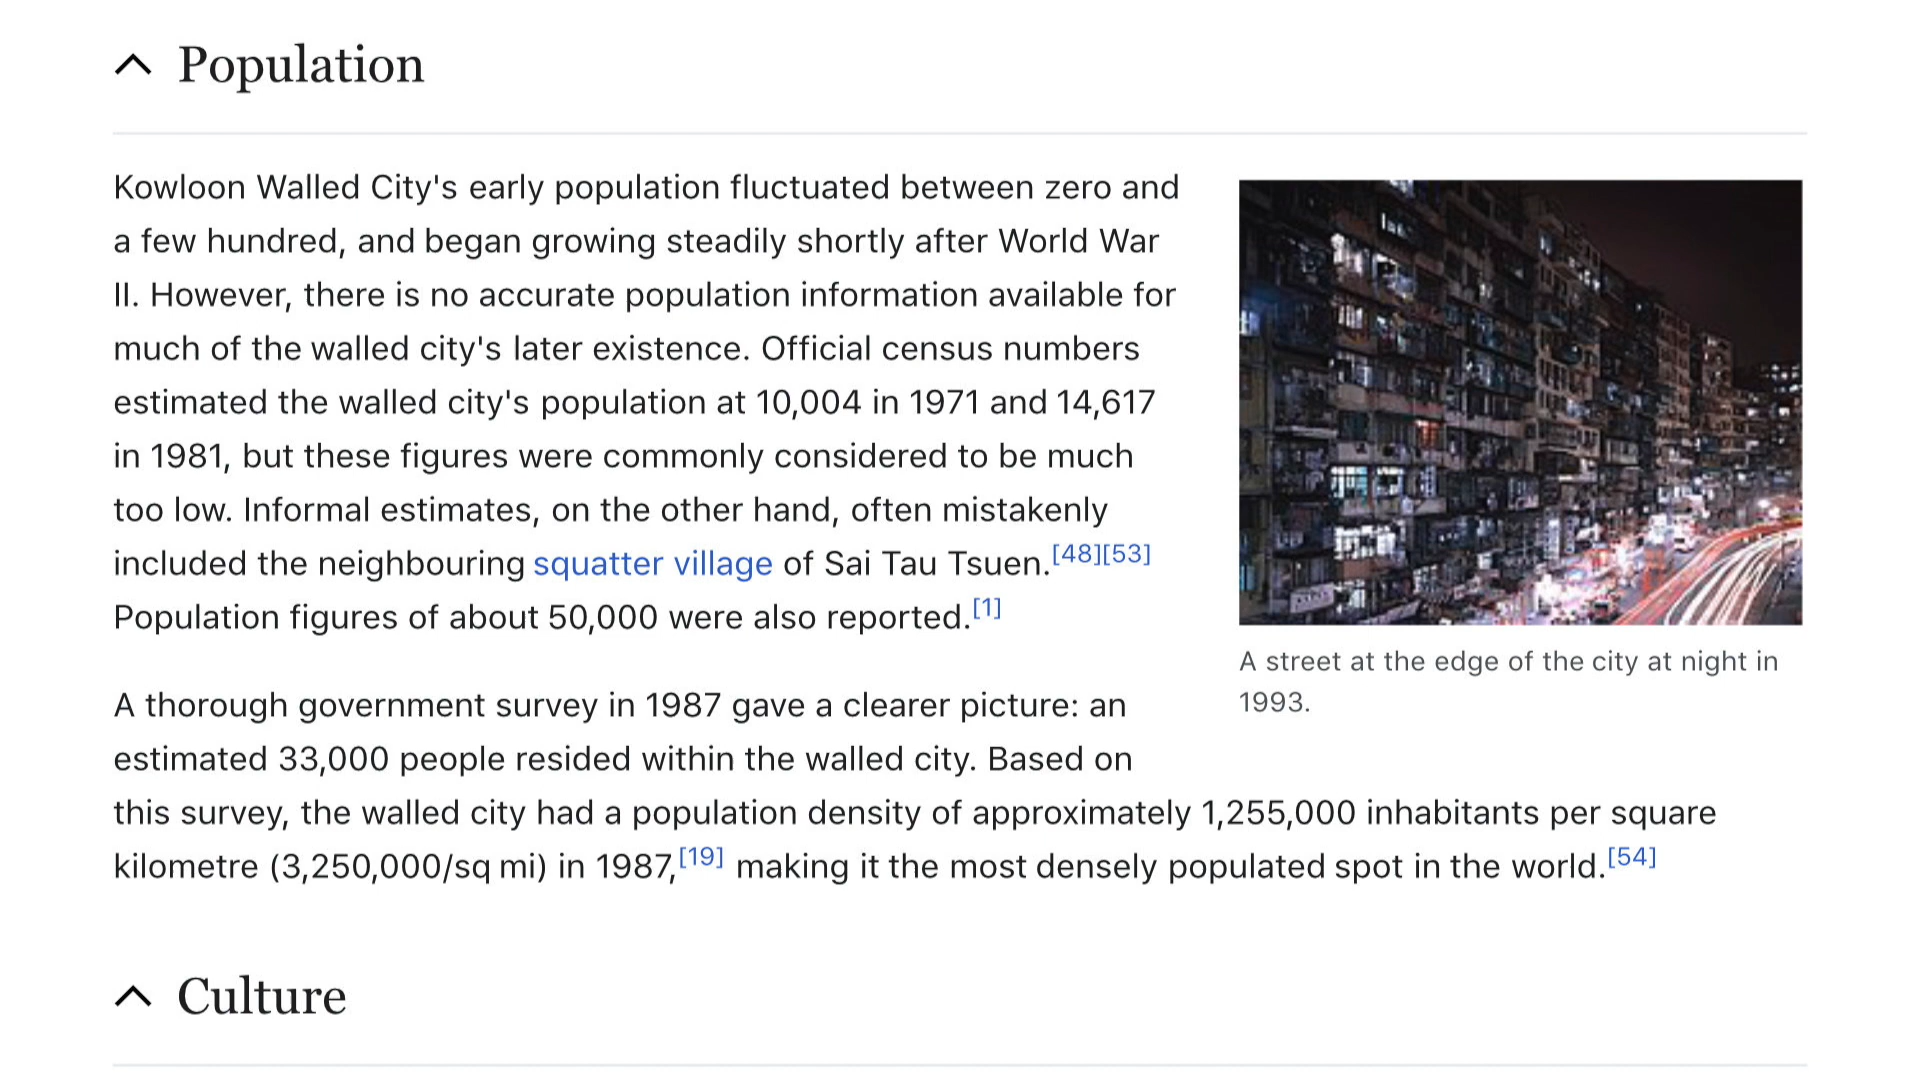 Population
Kowloon Walled City's early population fluctuated between zero and
a few hundred, and began growing steadily shortly after World War
II. However, there is no accurate population information available for
much of the walled city's later existence. Official census numbers
estimated the walled city's population at 10,004 in 1971 and 14,617
in 1981, but these figures were commonly considered to be much
too low. Informal estimates, on the other hand, often mistakenly
included the neighbouring squatter village of Sai Tau Tsuen.[48][53]
Population figures of about 50,000 were also reported.[1]
A street at the edge of the city at night in
1993.
A thorough government survey in 1987 gave a clearer picture: an
estimated 33,000 people resided within the walled city. Based on
this survey, the walled city had a population density of approximately 1,255,000 inhabitants per square
kilometre (3,250,000/sq mi) in 1987,[19] making it the most densely populated spot in the world.[54]
Culture